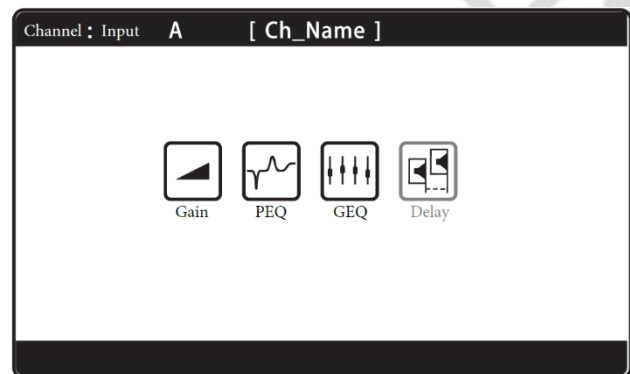 Channel : Input A [ Ch_Name ]
Gain PEQ GEQ Delay